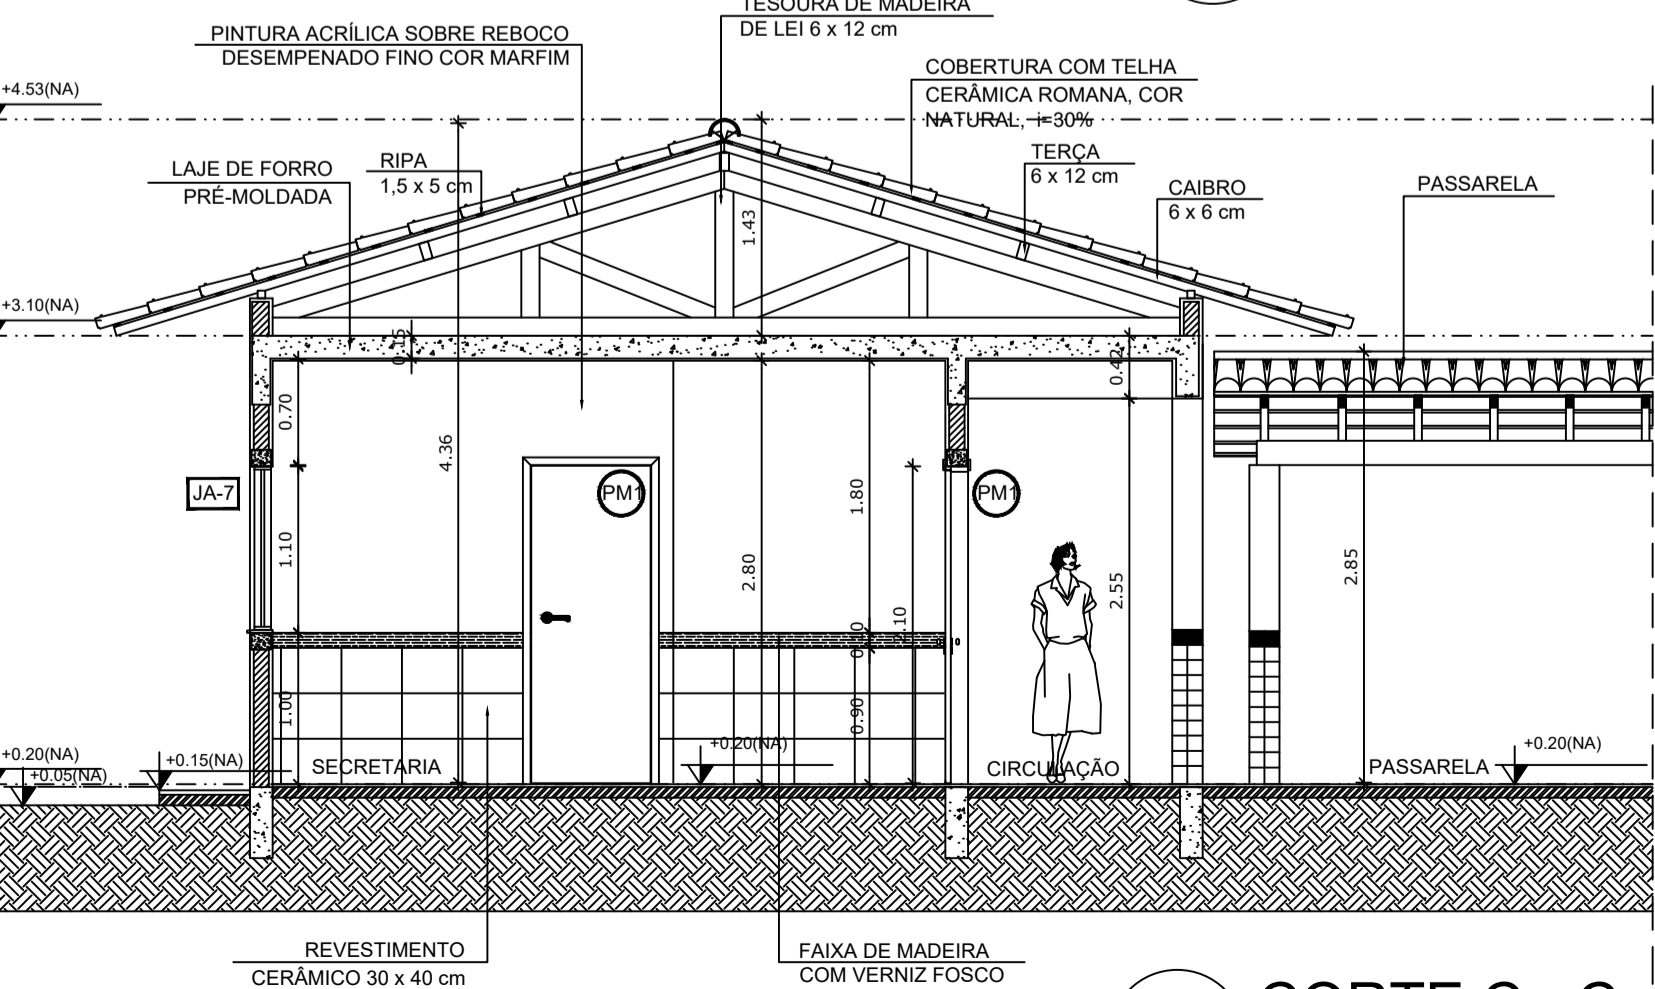 TESOURA DE MADEIRA
DE LEI 6 x 12 cm
PINTURA ACRÍLICA SOBRE REBOCO
DESEMPENADO FINO COR MARFIM
COBERTURA COM TELHA
CERÂMICA ROMANA, COR
NATURAL, i=30%
+4.53(NA)
LAJE DE FORRO
PRÉ-MOLDADA
RIPA
1,5 x 5 cm
TERÇA
6 x 12 cm
CAIBRO
6 x 6 cm
PASSARELA
1.43
+3.10(NA)
0.15
0.42
0.70
4.36
JA-7
PM1
PM1
1.80
1.10
2.80
2.55
2.85
2.10
0.10
1.00
0.90
+0.20(NA)
+0.05(NA)
+0.15(NA)
SECRETARIA
+0.20(NA)
CIRCULAÇÃO
PASSARELA
+0.20(NA)
REVESTIMENTO
CERÂMICO 30 x 40 cm
FAIXA DE MADEIRA
COM VERNIZ FOSCO
CORTE